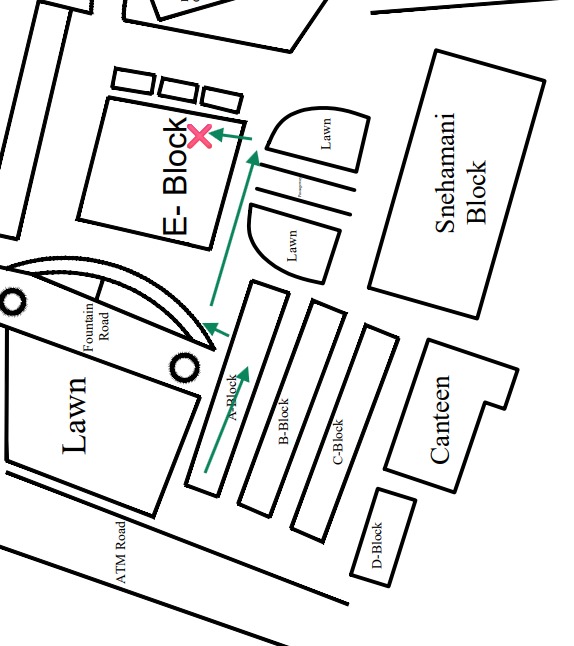 E- Block
Lawn
Snehamani
Block
Lawn
Fountain
Road
Lawn
A-Block
B-Block
C-Block
Canteen
D-Block
ATM Road